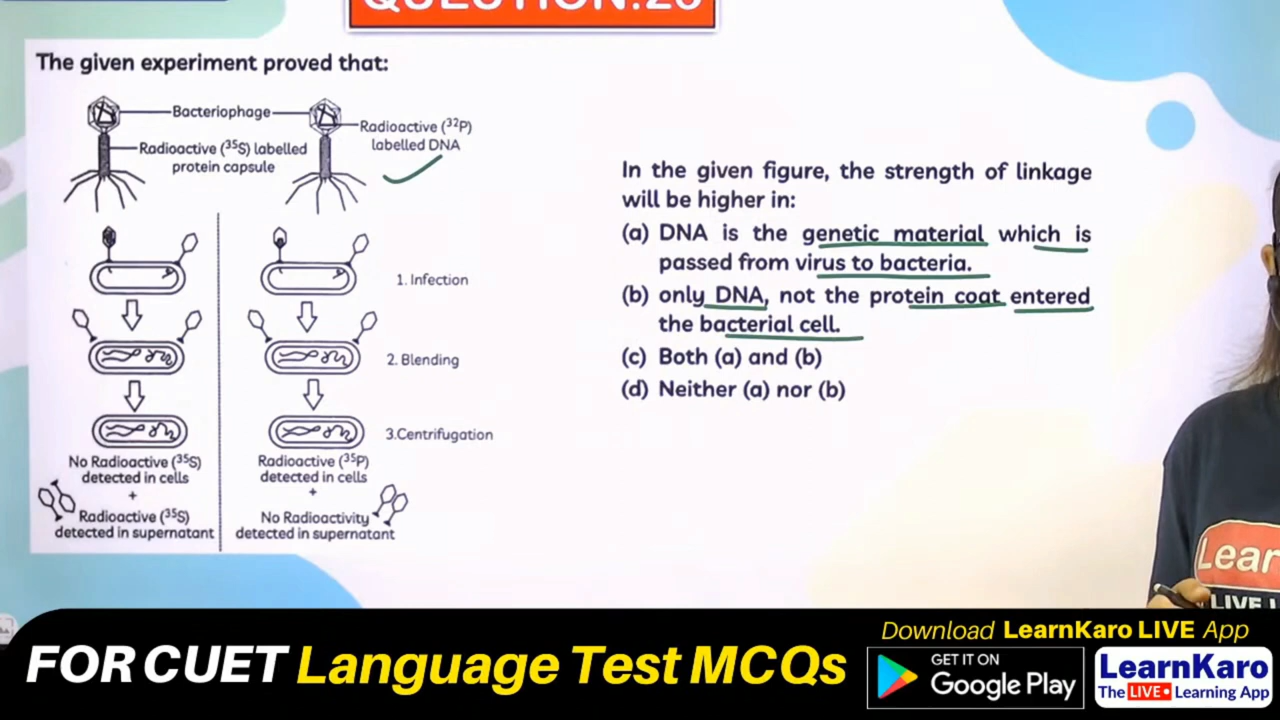 QUESTION:20
The given experiment proved that:
Bacteriophage
Radioactive (³²P)
labelled DNA
Radioactive (³⁵S) labelled
protein capsule
1. Infection
2. Blending
3.Centrifugation
No Radioactive (³⁵S)
detected in cells
+
Radioactive (³⁵S)
detected in supernatant
Radioactive (³⁵P)
detected in cells
+
No Radioactivity
detected in supernatant
In the given figure, the strength of linkage
will be higher in:
(a) DNA is the genetic material which is
passed from virus to bacteria.
(b) only DNA, not the protein coat entered
the bacterial cell.
(c) Both (a) and (b)
(d) Neither (a) nor (b)
Lear
LIVE
FOR CUET Language Test MCQs
Download LearnKaro LIVE App
GET IT ON
Google Play
LearnKaro
The LIVE Learning App